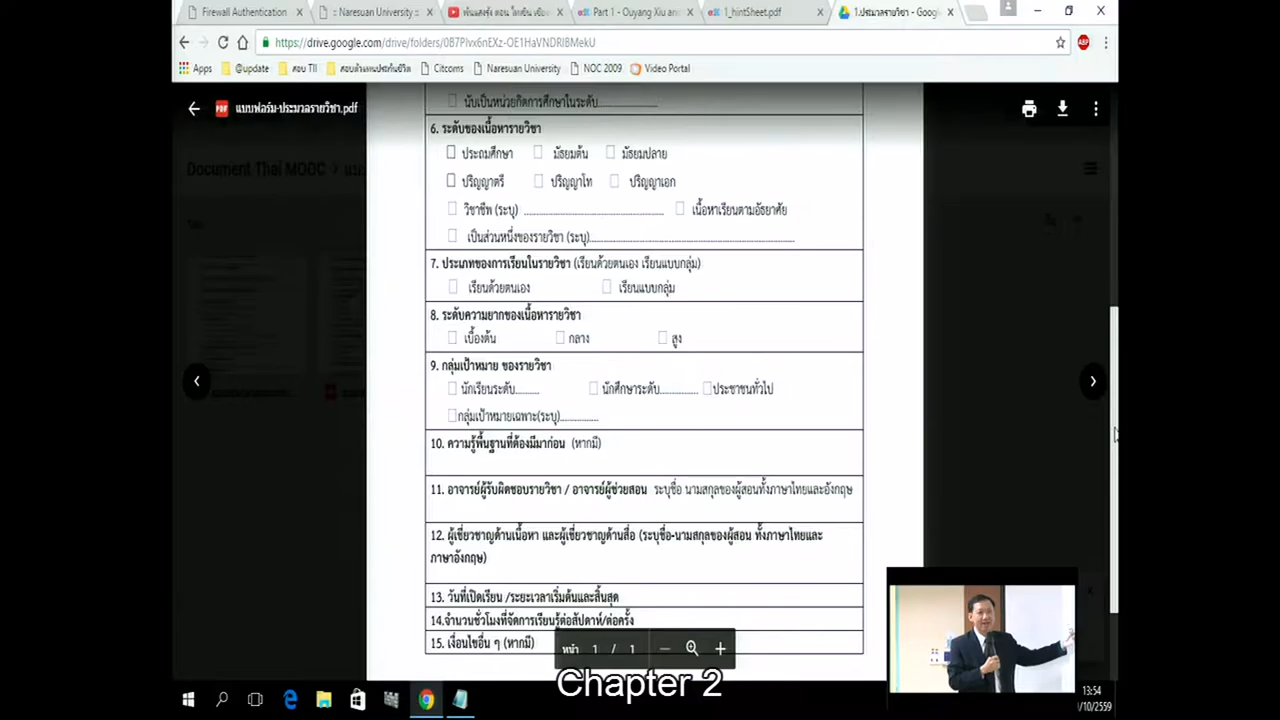 Firewall Authentication
:: Naresuan University ::
Part 1 - Ouyang Xiu and
1_hintSheet.pdf
1.ประมวลรายวิชา - Goog
https://drive.google.com/drive/folders/0B7Plvx6nEXz-OE1HaVNDRlBMekU
Apps @update สอบ TII สอบตัวแทนประกันชีวิต Citcoms Naresuan University NOC 2009 Video Portal
แบบฟอร์ม-ประมวลรายวิชา.pdf
Document Thai MOOC
นับเป็นหน่วยกิตการศึกษาในระดับ
6. ระดับของเนื้อหารายวิชา
ประถมศึกษา มัธยมต้น มัธยมปลาย
ปริญญาตรี ปริญญาโท ปริญญาเอก
วิชาชีพ (ระบุ) เนื้อหาเรียนตามอัธยาศัย
เป็นส่วนหนึ่งของรายวิชา (ระบุ)
7. ประเภทของการเรียนในรายวิชา (เรียนด้วยตนเอง เรียนแบบกลุ่ม)
เรียนด้วยตนเอง เรียนแบบกลุ่ม
8. ระดับความยากของเนื้อหารายวิชา
เบื้องต้น กลาง สูง
9. กลุ่มเป้าหมาย ของรายวิชา
นักเรียนระดับ......... นักศึกษาระดับ............ ประชาชนทั่วไป
กลุ่มเป้าหมายเฉพาะ(ระบุ)..............
10. ความรู้พื้นฐานที่ต้องมีมาก่อน (หากมี)
11. อาจารย์ผู้รับผิดชอบรายวิชา / อาจารย์ผู้ช่วยสอน ระบุชื่อ นามสกุลของผู้สอนทั้งภาษาไทยและอังกฤษ
12. ผู้เชี่ยวชาญด้านเนื้อหา และผู้เชี่ยวชาญด้านสื่อ (ระบุชื่อ-นามสกุลของผู้สอน ทั้งภาษาไทยและ
ภาษาอังกฤษ)
13. วันที่เปิดเรียน /ระยะเวลาเริ่มต้นและสิ้นสุด
14.จำนวนชั่วโมงที่จัดการเรียนรู้ต่อสัปดาห์/ต่อครั้ง
15. เงื่อนไขอื่น ๆ (หากมี)
หน้า 1 / 1
Chapter 2
13:54
/10/2559